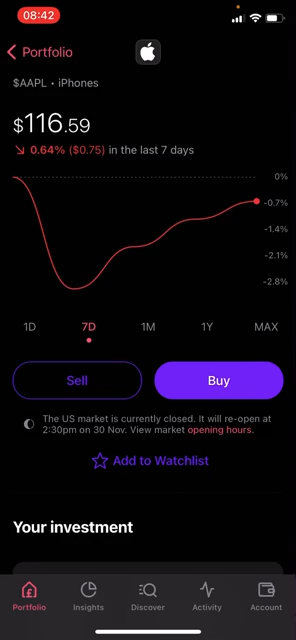 08:42
Portfolio
$AAPL • iPhones
$116.59
↘ 0.64% ($0.75) in the last 7 days
0%
-0.7%
-1.4%
-2.1%
-2.8%
1D 7D 1M 1Y MAX
Sell Buy
The US market is currently closed. It will re-open at
2:30pm on 30 Nov. View market opening hours.
Add to Watchlist
Your investment
Portfolio Insights Discover Activity Account